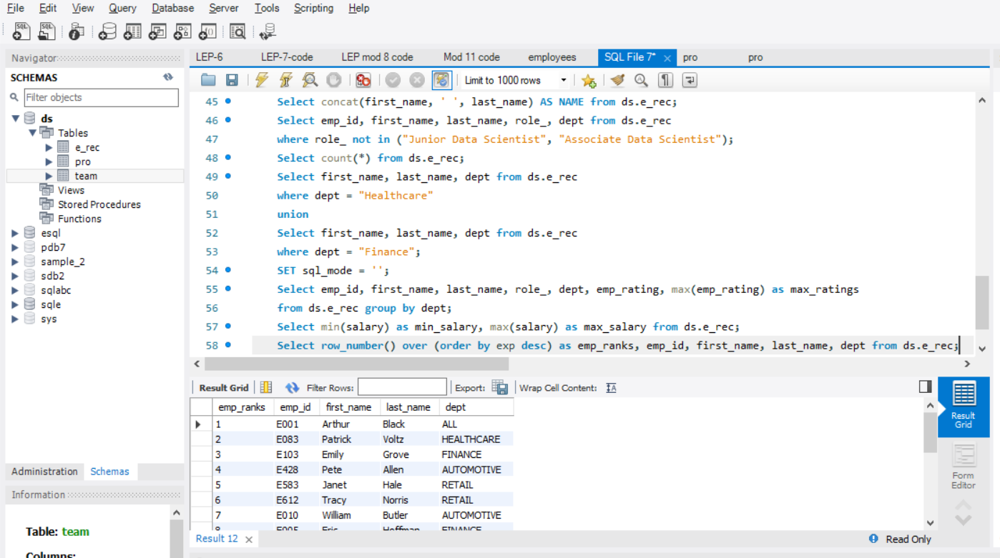 File Edit View Query Database Server Tools Scripting Help
SQL SQL
Navigator
LEP-6 LEP-7-code LEP mod 8 code Mod 11 code employees SQL File 7* × pro pro
SCHEMAS
Limit to 1000 rows
Filter objects
ds
Tables
e_rec
pro
team
Views
Stored Procedures
Functions
esql
pdb7
sample_2
sdb2
sqlabc
sqle
sys
45 Select concat(first_name, ' ', last_name) AS NAME from ds.e_rec;
46 Select emp_id, first_name, last_name, role_, dept from ds.e_rec
47 where role_ not in ("Junior Data Scientist", "Associate Data Scientist");
48 Select count(*) from ds.e_rec;
49 Select first_name, last_name, dept from ds.e_rec
50 where dept = "Healthcare"
51 union
52 Select first_name, last_name, dept from ds.e_rec
53 where dept = "Finance";
54 SET sql_mode = '';
55 Select emp_id, first_name, last_name, role_, dept, emp_rating, max(emp_rating) as max_ratings
56 from ds.e_rec group by dept;
57 Select min(salary) as min_salary, max(salary) as max_salary from ds.e_rec;
58 Select row_number() over (order by exp desc) as emp_ranks, emp_id, first_name, last_name, dept from ds.e_rec;
Result Grid Filter Rows: Export: Wrap Cell Content:
emp_ranks emp_id first_name last_name dept
1 E001 Arthur Black ALL
2 E083 Patrick Voltz HEALTHCARE
3 E103 Emily Grove FINANCE
4 E428 Pete Allen AUTOMOTIVE
5 E583 Janet Hale RETAIL
6 E612 Tracy Norris RETAIL
7 E010 William Butler AUTOMOTIVE
8 E005 Eric Hoffman FINANCE
Result
Grid
Form
Editor
Administration Schemas
Information
Result 12 × Read Only
Table: team
Columns: